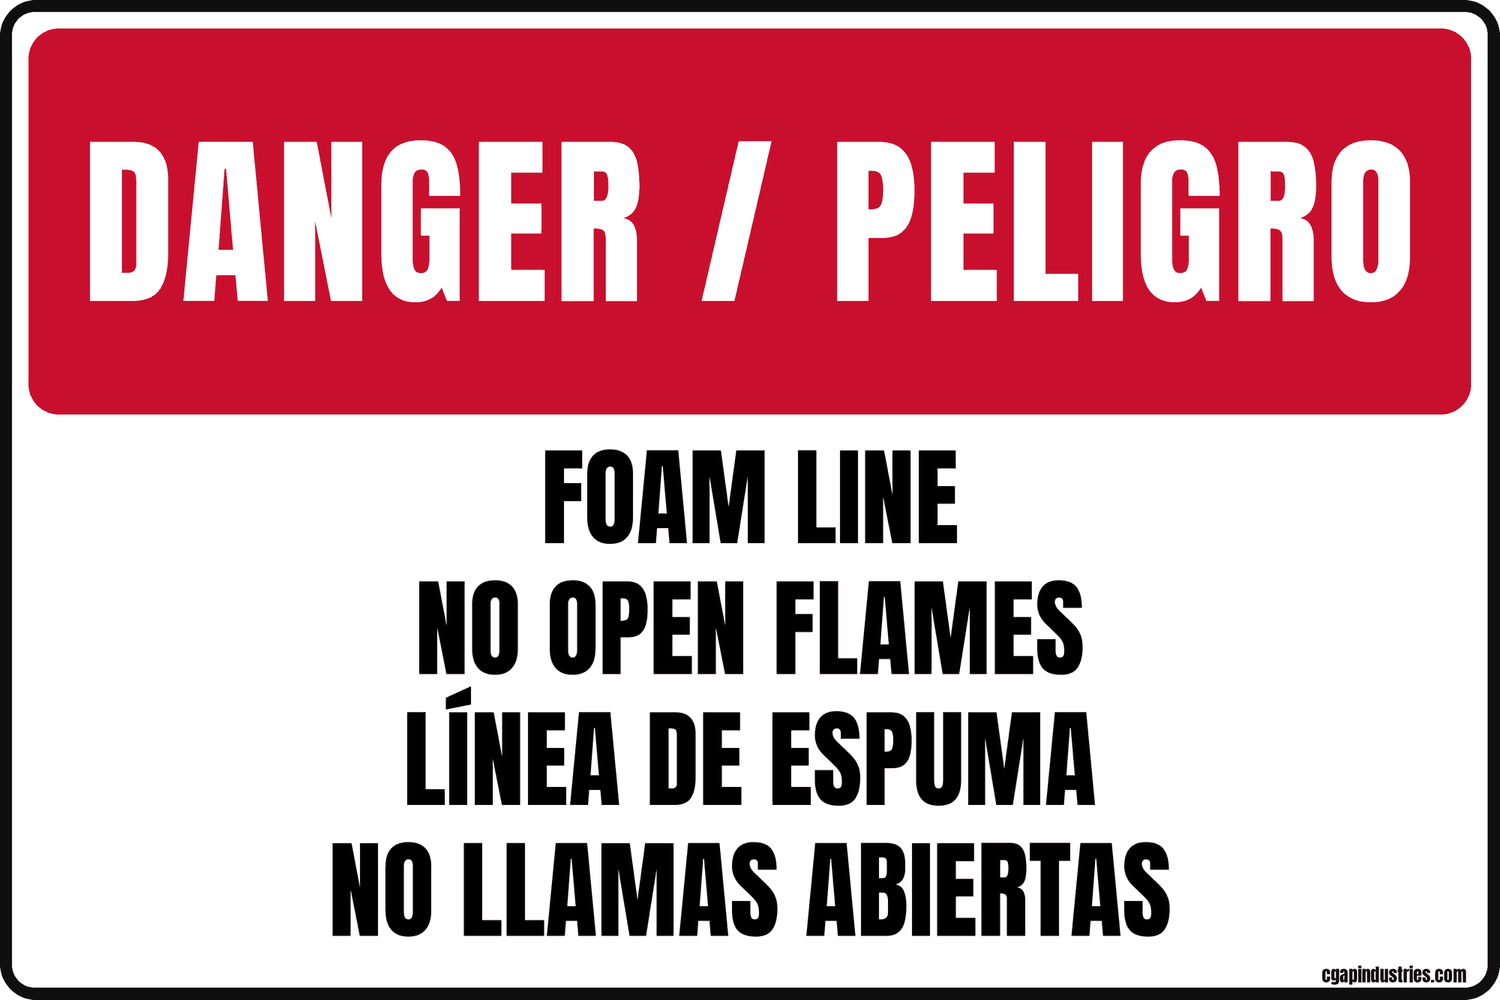 DANGER / PELIGRO
FOAM LINE
NO OPEN FLAMES
LÍNEA DE ESPUMA
NO LLAMAS ABIERTAS
cgapindustries.com